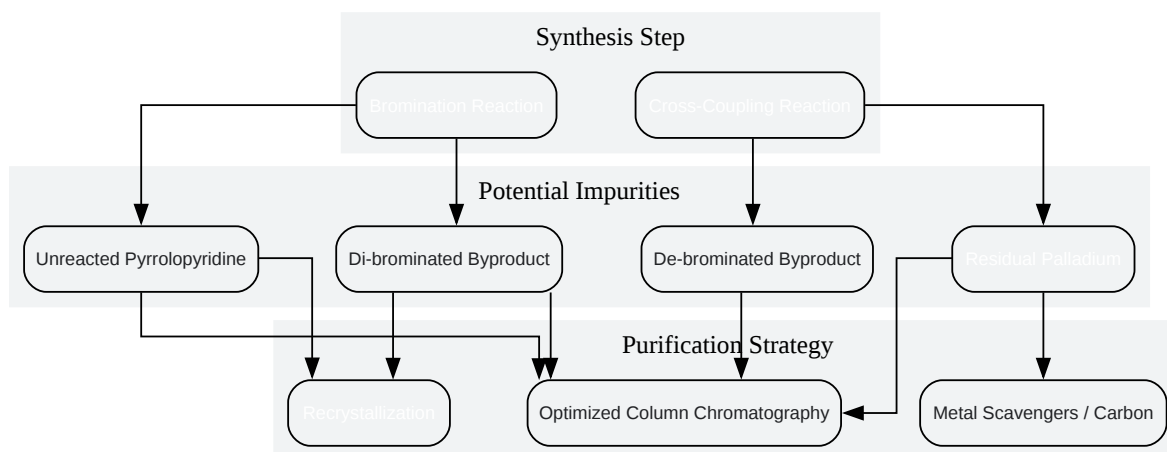 Synthesis Step
Bromination Reaction
Cross-Coupling Reaction
Potential Impurities
Unreacted Pyrrolopyridine
Di-brominated Byproduct
De-brominated Byproduct
Residual Palladium
Purification Strategy
Recrystallization
Optimized Column Chromatography
Metal Scavengers / Carbon